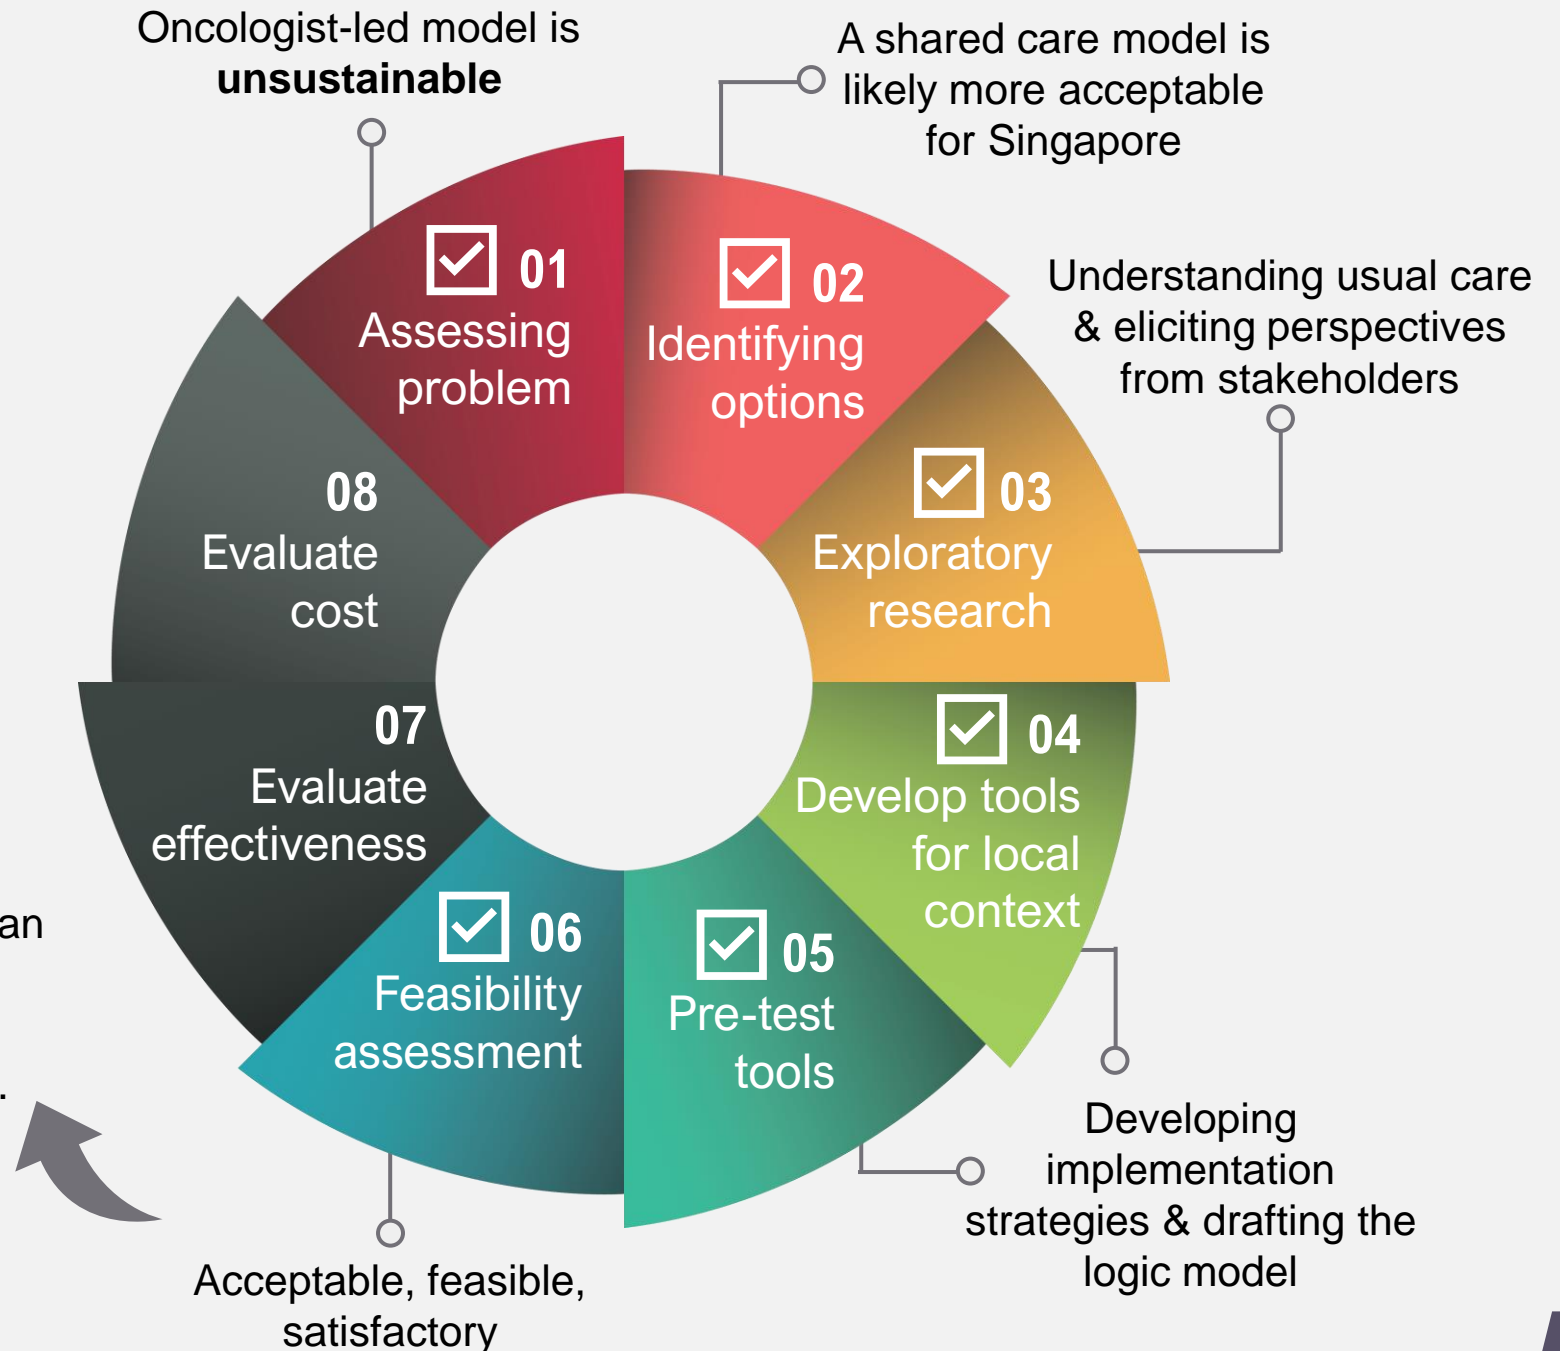 Oncologist-led model is
unsustainable
A shared care model is
likely more acceptable
for Singapore
01
Assessing
problem
02
Identifying
options
Understanding usual care
& eliciting perspectives
from stakeholders
03
Exploratory
research
04
Develop tools
for local
context
05
Pre-test
tools
Developing
implementation
strategies & drafting the
logic model
06
Feasibility
assessment
Acceptable, feasible,
satisfactory
07
Evaluate
effectiveness
08
Evaluate
cost
an
.